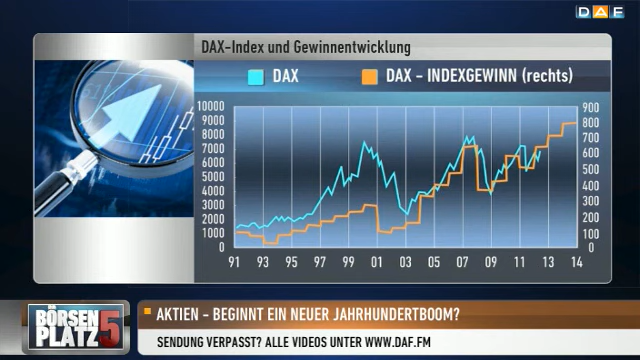 DAF
DAX-Index und Gewinnentwicklung
DAX
DAX - INDEXGEWINN (rechts)
10000
9000
8000
7000
6000
5000
4000
3000
2000
1000
0
900
800
700
600
500
400
300
200
100
0
91 93 95 97 99 01 03 05 07 09 11 13 14
BÖRSEN
PLATZ 5
AKTIEN - BEGINNT EIN NEUER JAHRHUNDERTBOOM?
SENDUNG VERPASST? ALLE VIDEOS UNTER WWW.DAF.FM